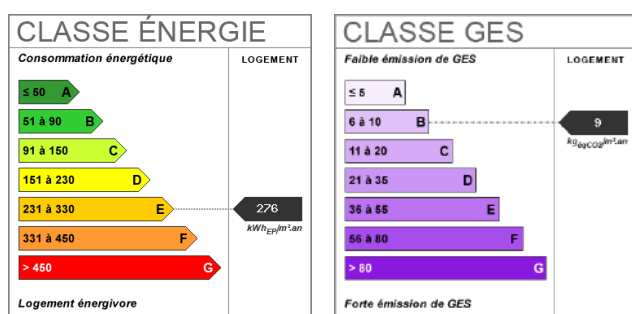 CLASSE ÉNERGIE
Consommation énergétique
LOGEMENT
≤ 50 A
51 à 90 B
91 à 150 C
151 à 230 D
231 à 330 E
276
kWhEP/m².an
331 à 450 F
> 450 G
Logement énergivore
CLASSE GES
Faible émission de GES
LOGEMENT
≤ 5 A
6 à 10 B
9
kgéqCO2/m².an
11 à 20 C
21 à 35 D
36 à 55 E
56 à 80 F
> 80 G
Forte émission de GES